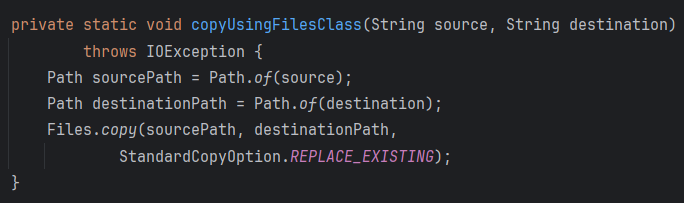 private static void copyUsingFilesClass(String source, String destination)
        throws IOException {
    Path sourcePath = Path.of(source);
    Path destinationPath = Path.of(destination);
    Files.copy(sourcePath, destinationPath,
            StandardCopyOption.REPLACE_EXISTING);
}